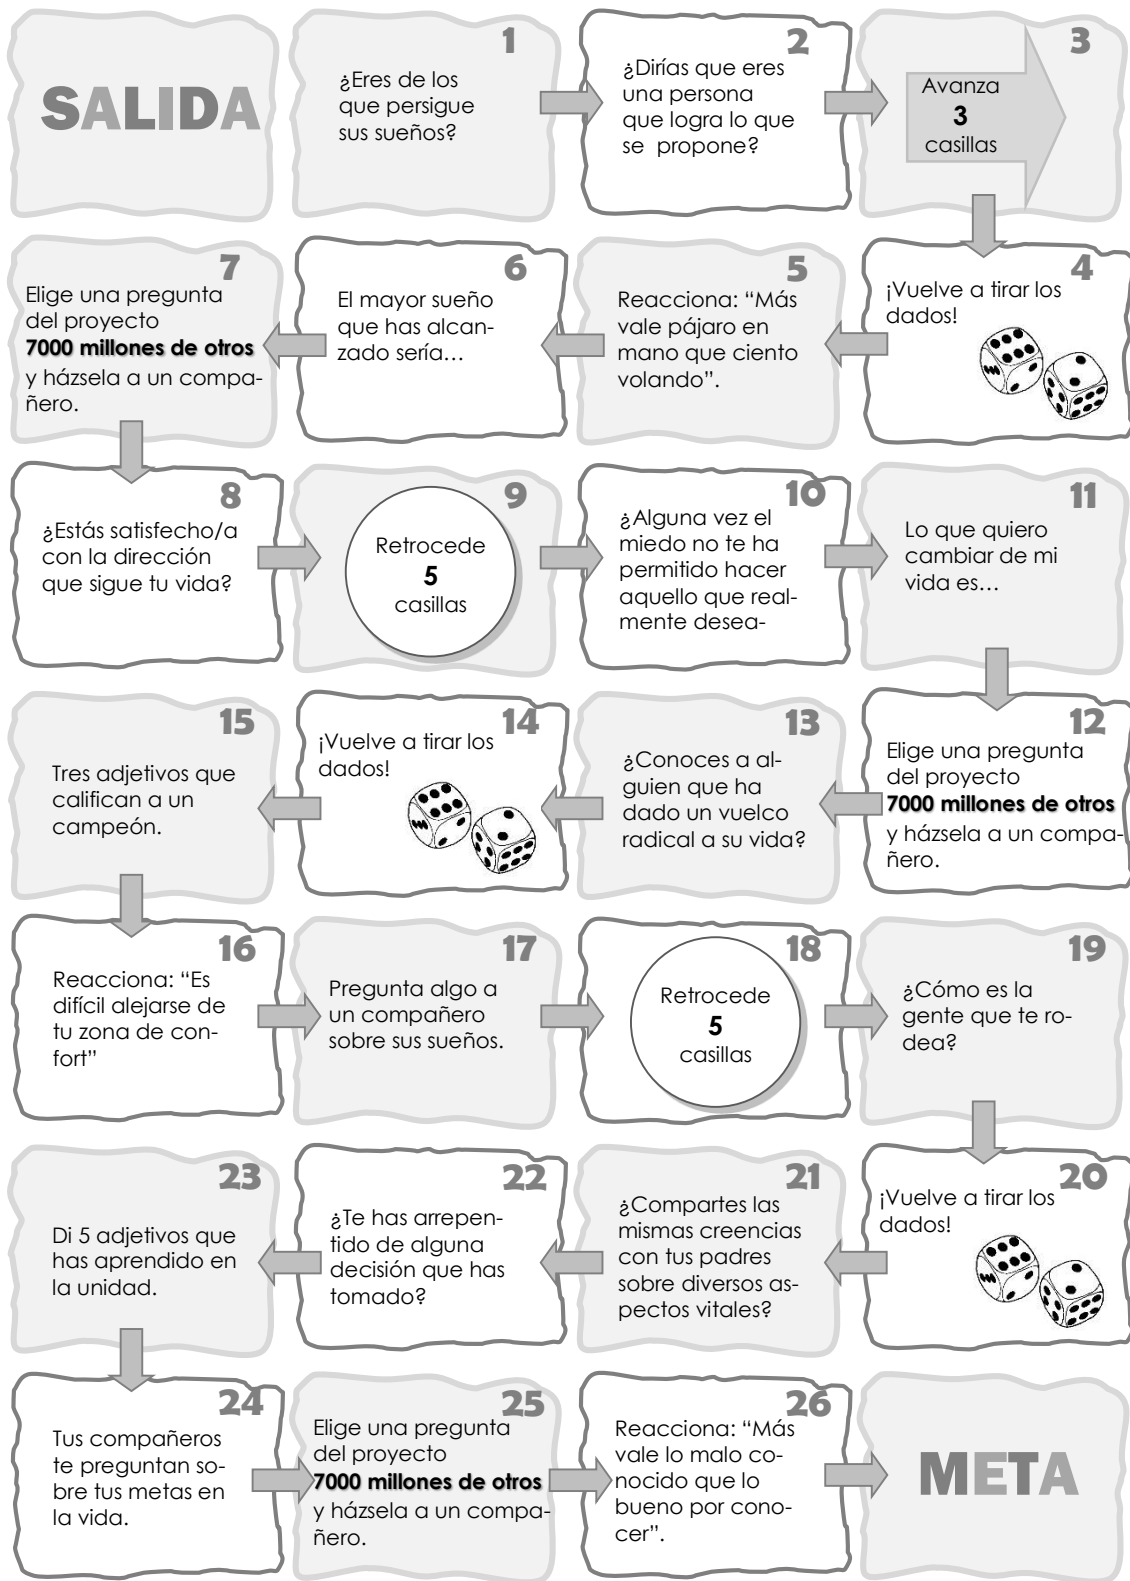 SALIDA
1
¿Eres de los
que persigue
sus sueños?
2
¿Dirías que eres
una persona
que logra lo que
se propone?
3
Avanza
3
casillas
4
¡Vuelve a tirar los
dados!
5
Reacciona: “Más
vale pájaro en
mano que ciento
volando”.
6
El mayor sueño
que has alcan-
zado sería…
7
Elige una pregunta
del proyecto
7000 millones de otros
y házsela a un compa-
ñero.
8
¿Estás satisfecho/a
con la dirección
que sigue tu vida?
9
Retrocede
5
casillas
10
¿Alguna vez el
miedo no te ha
permitido hacer
aquello que real-
mente desea-
11
Lo que quiero
cambiar de mi
vida es…
12
Elige una pregunta
del proyecto
7000 millones de otros
y házsela a un compa-
ñero.
13
¿Conoces a al-
guien que ha
dado un vuelco
radical a su vida?
14
¡Vuelve a tirar los
dados!
15
Tres adjetivos que
califican a un
campeón.
16
Reacciona: “Es
difícil alejarse de
tu zona de con-
fort”
17
Pregunta algo a
un compañero
sobre sus sueños.
18
Retrocede
5
casillas
19
¿Cómo es la
gente que te ro-
dea?
20
¡Vuelve a tirar los
dados!
21
¿Compartes las
mismas creencias
con tus padres
sobre diversos as-
pectos vitales?
22
¿Te has arrepen-
tido de alguna
decisión que has
tomado?
23
Di 5 adjetivos que
has aprendido en
la unidad.
24
Tus compañeros
te preguntan so-
bre tus metas en
la vida.
25
Elige una pregunta
del proyecto
7000 millones de otros
y házsela a un compa-
ñero.
26
Reacciona: “Más
vale lo malo co-
nocido que lo
bueno por cono-
cer”.
META